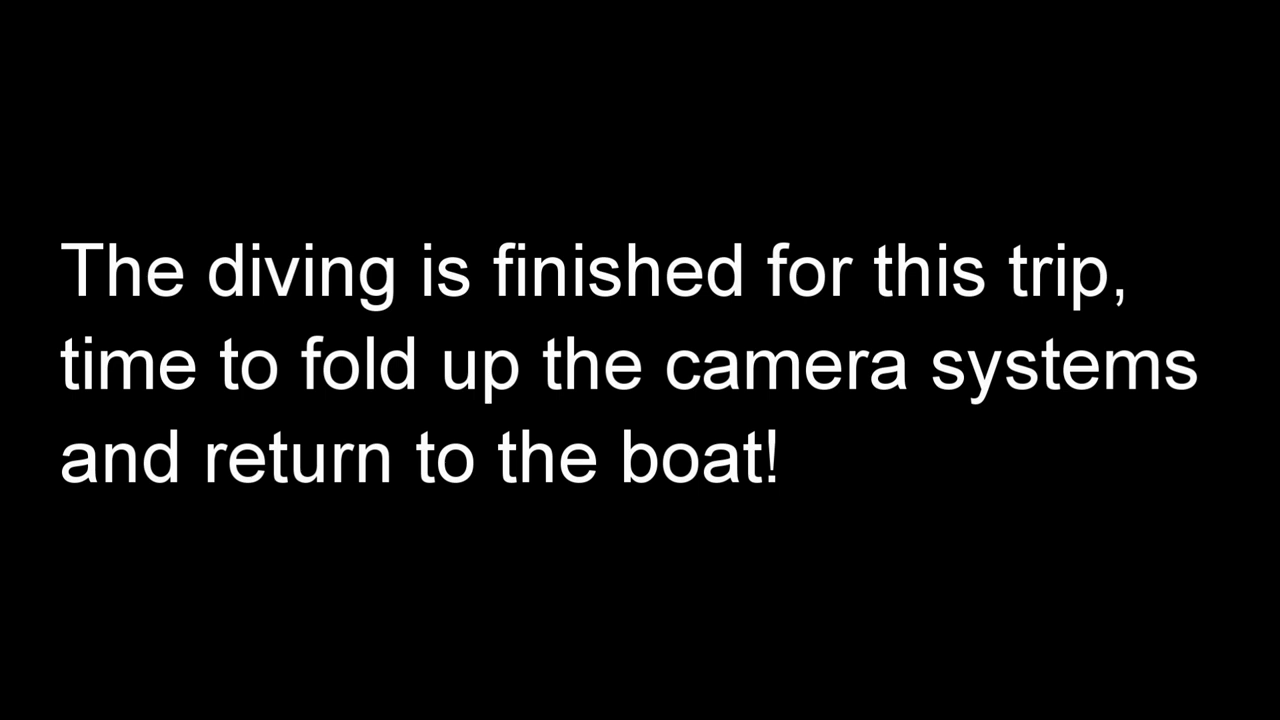 The diving is finished for this trip,
time to fold up the camera systems
and return to the boat!